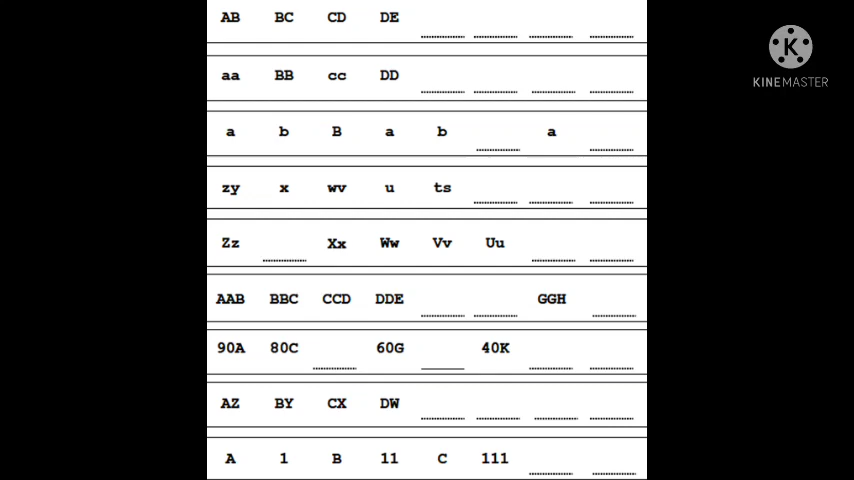 AB BC CD DE
aa BB cc DD
a b B a b a
zy x wv u ts
Zz Xx Ww Vv Uu
AAB BBC CCD DDE GGH
90A 80C 60G 40K
AZ BY CX DW
A 1 B 11 C 111
K
KINEMASTER